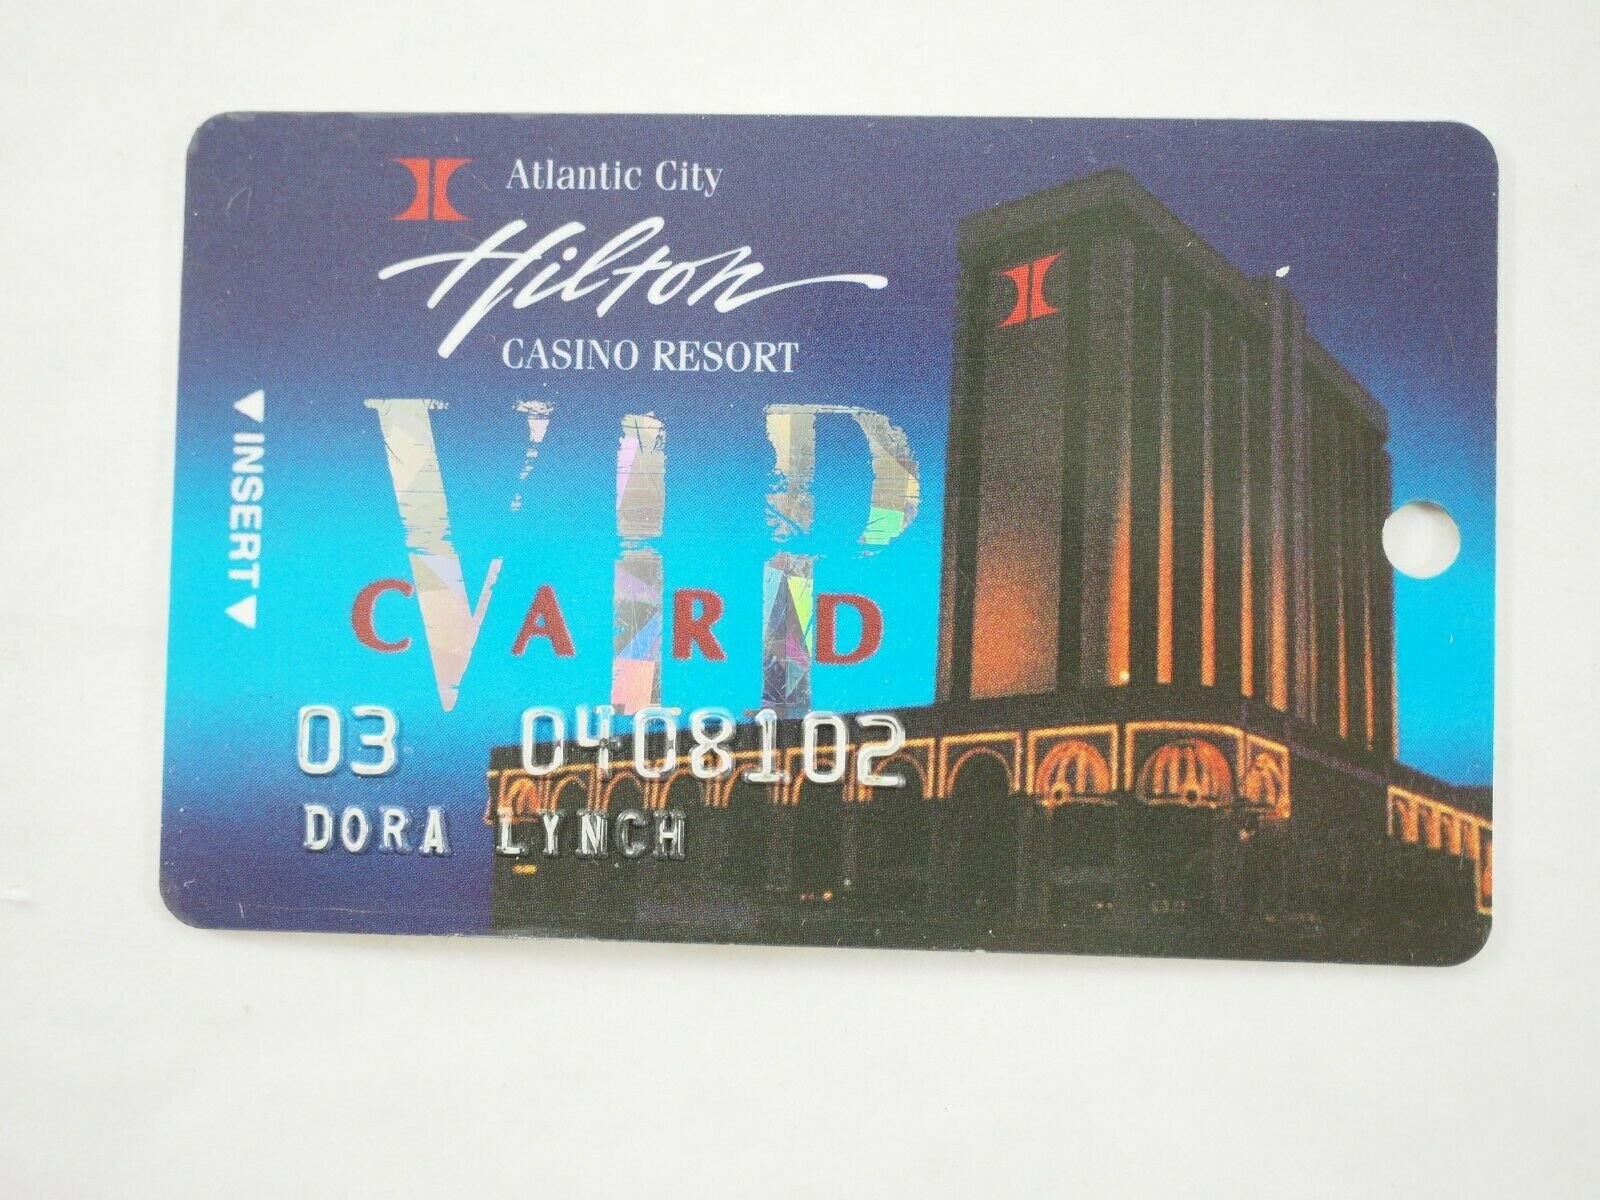 Atlantic City
Hilton
CASINO RESORT
INSERT
VIP
CARD
03 0408102
DORA LYNCH